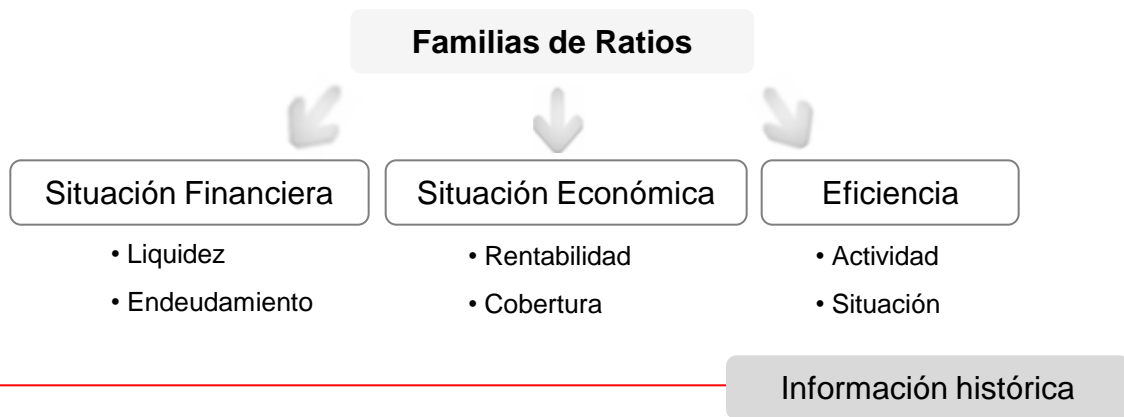 Familias de Ratios
Situación Financiera
• Liquidez
• Endeudamiento
Situación Económica
• Rentabilidad
• Cobertura
Eficiencia
• Actividad
• Situación
Información histórica